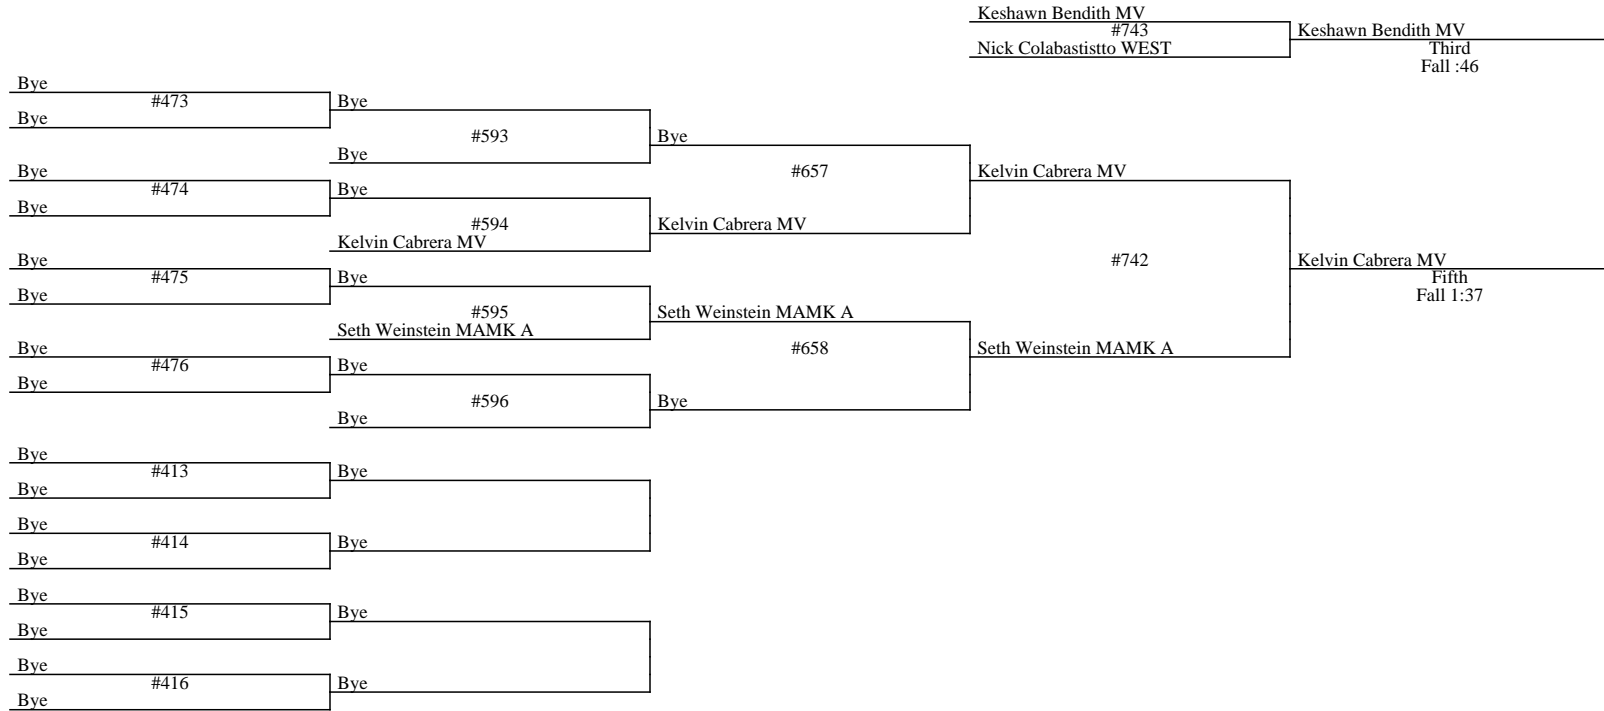 Keshawn Bendith MV
#743
Keshawn Bendith MV
Nick Colabastistto WEST
Third
Fall :46
Bye
#473
Bye
Bye
#593
Bye
Bye
Bye
#657
Kelvin Cabrera MV
#474
Bye
Bye
#594
Kelvin Cabrera MV
Kelvin Cabrera MV
Bye
#742
Kelvin Cabrera MV
#475
Bye
Fifth
Bye
Fall 1:37
#595
Seth Weinstein MAMK A
Seth Weinstein MAMK A
Bye
#658
Seth Weinstein MAMK A
#476
Bye
Bye
#596
Bye
Bye
Bye
#413
Bye
Bye
Bye
#414
Bye
Bye
Bye
#415
Bye
Bye
Bye
#416
Bye
Bye